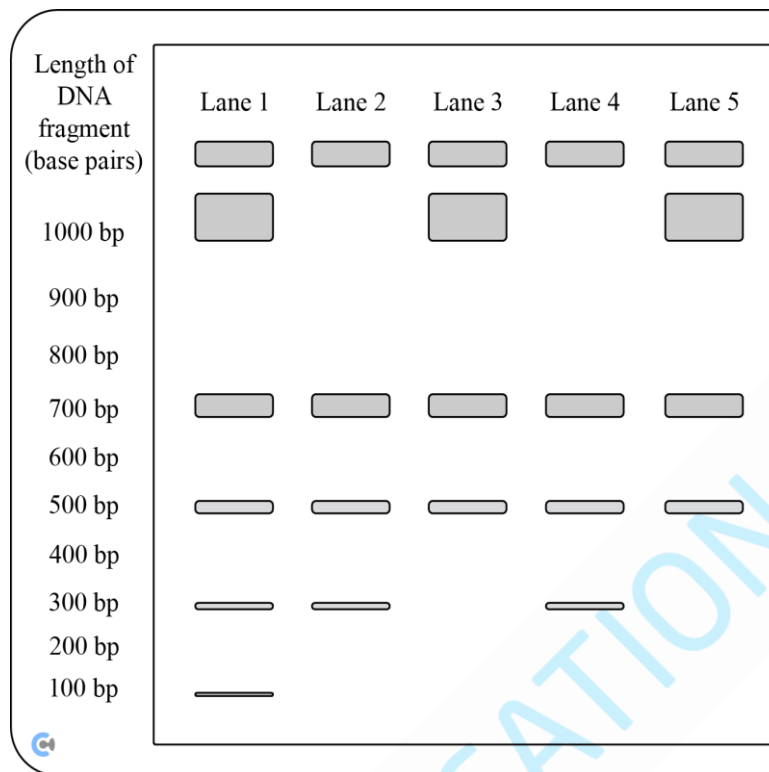 Length of
DNA
fragment
(base pairs)
Lane 1 Lane 2 Lane 3 Lane 4 Lane 5
1000 bp
900 bp
800 bp
700 bp
600 bp
500 bp
400 bp
300 bp
200 bp
100 bp
CATION